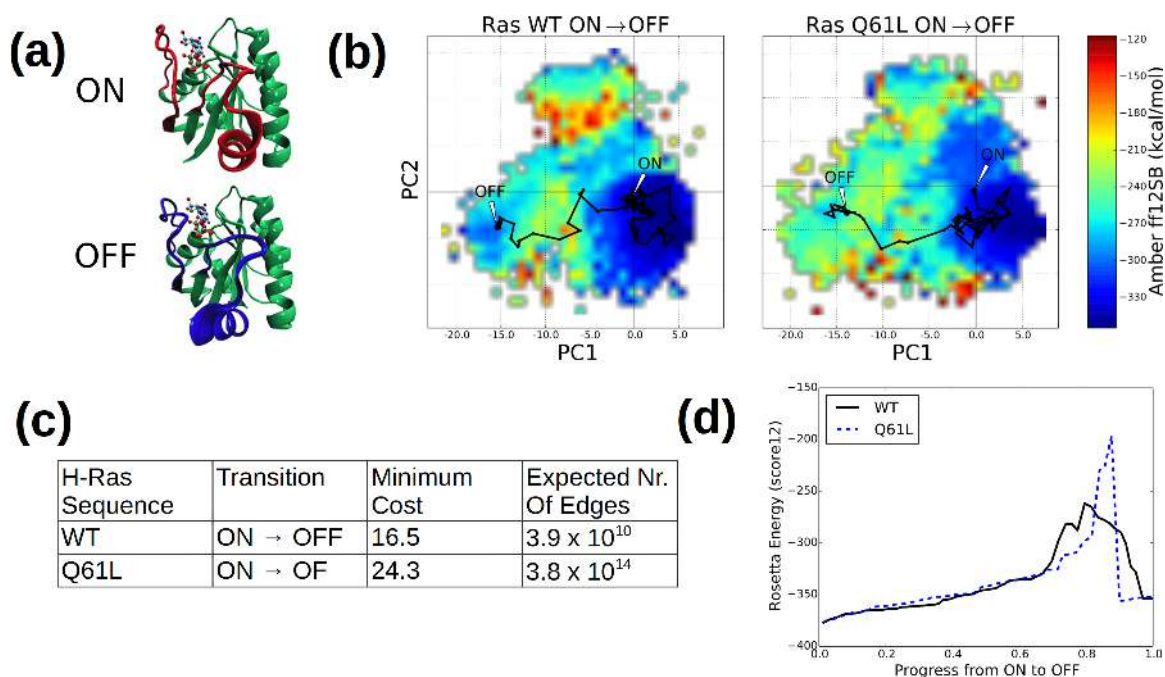 (a)
ON
OFF
(b)
Ras WT ON→OFF
Ras Q61L ON→OFF
PC2
ON
OFF
ON
OFF
-20.0 -15.0 -10.0 -5.0 0.0 5.0
PC1
-20.0 -15.0 -10.0 -5.0 0.0 5.0
PC1
−120
−150
−180
−210
−240
−270
−300
−330
Amber ff12SB (kcal/mol)
(c)
H-Ras Sequence | Transition | Minimum Cost | Expected Nr. Of Edges
WT | ON → OFF | 16.5 | 3.9 x 10^10
Q61L | ON → OF | 24.3 | 3.8 x 10^14
(d)
WT
Q61L
Rosetta Energy (score12)
−150
−200
−250
−300
−350
−400
0.0 0.2 0.4 0.6 0.8 1.0
Progress from ON to OFF